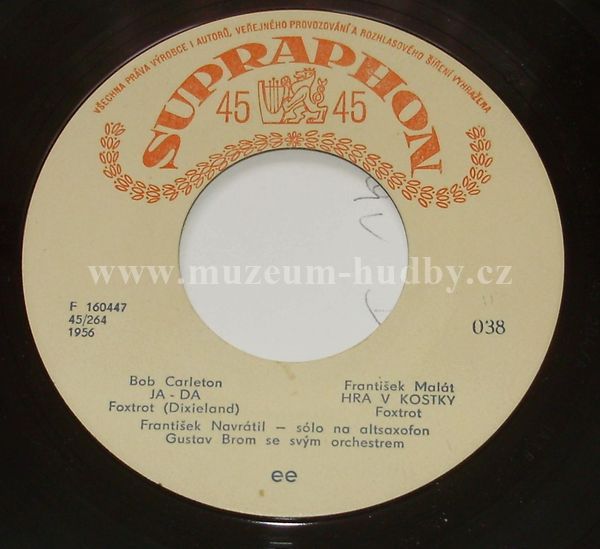 VŠECHNA PRÁVA VÝROBCE I AUTORŮ, VEŘEJNÉHO PROVOZOVÁNÍ A ROZHLASOVÉHO ŠÍŘENÍ VYHRAŽENA
SUPRAPHON
45 45
www.muzeum-hudby.cz
F 160447
45/264
1956
038
Bob Carleton
JA - DA
Foxtrot (Dixieland)
František Malát
HRA V KOSTKY
Foxtrot
František Navrátil — sólo na altsaxofon
Gustav Brom se svým orchestrem
ee